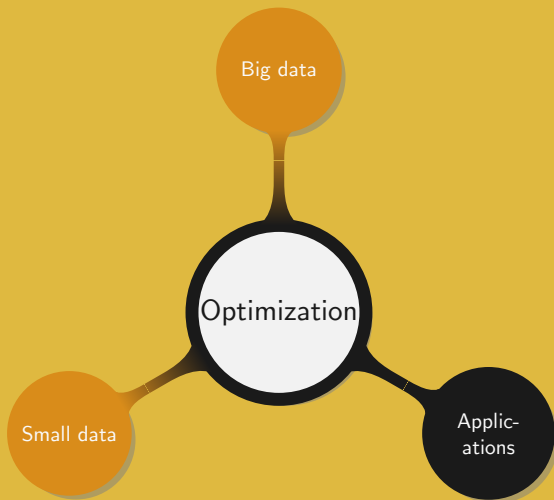 Big data
Optimization
Small data
Applic-
ations